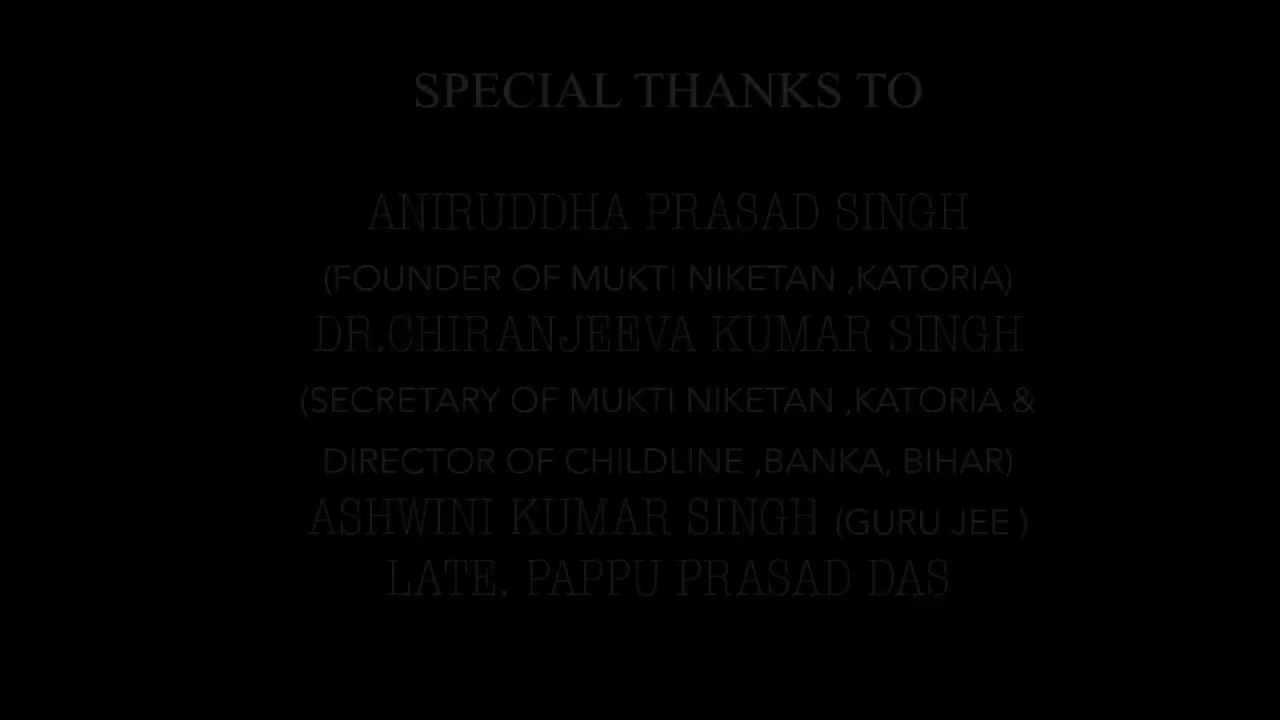 SPECIAL THANKS TO
ANIRUDDHA PRASAD SINGH
(FOUNDER OF MUKTI NIKETAN ,KATORIA)
DR.CHIRANJEEVA KUMAR SINGH
(SECRETARY OF MUKTI NIKETAN ,KATORIA &
DIRECTOR OF CHILDLINE ,BANKA, BIHAR)
ASHWINI KUMAR SINGH (GURU JEE )
LATE. PAPPU PRASAD DAS